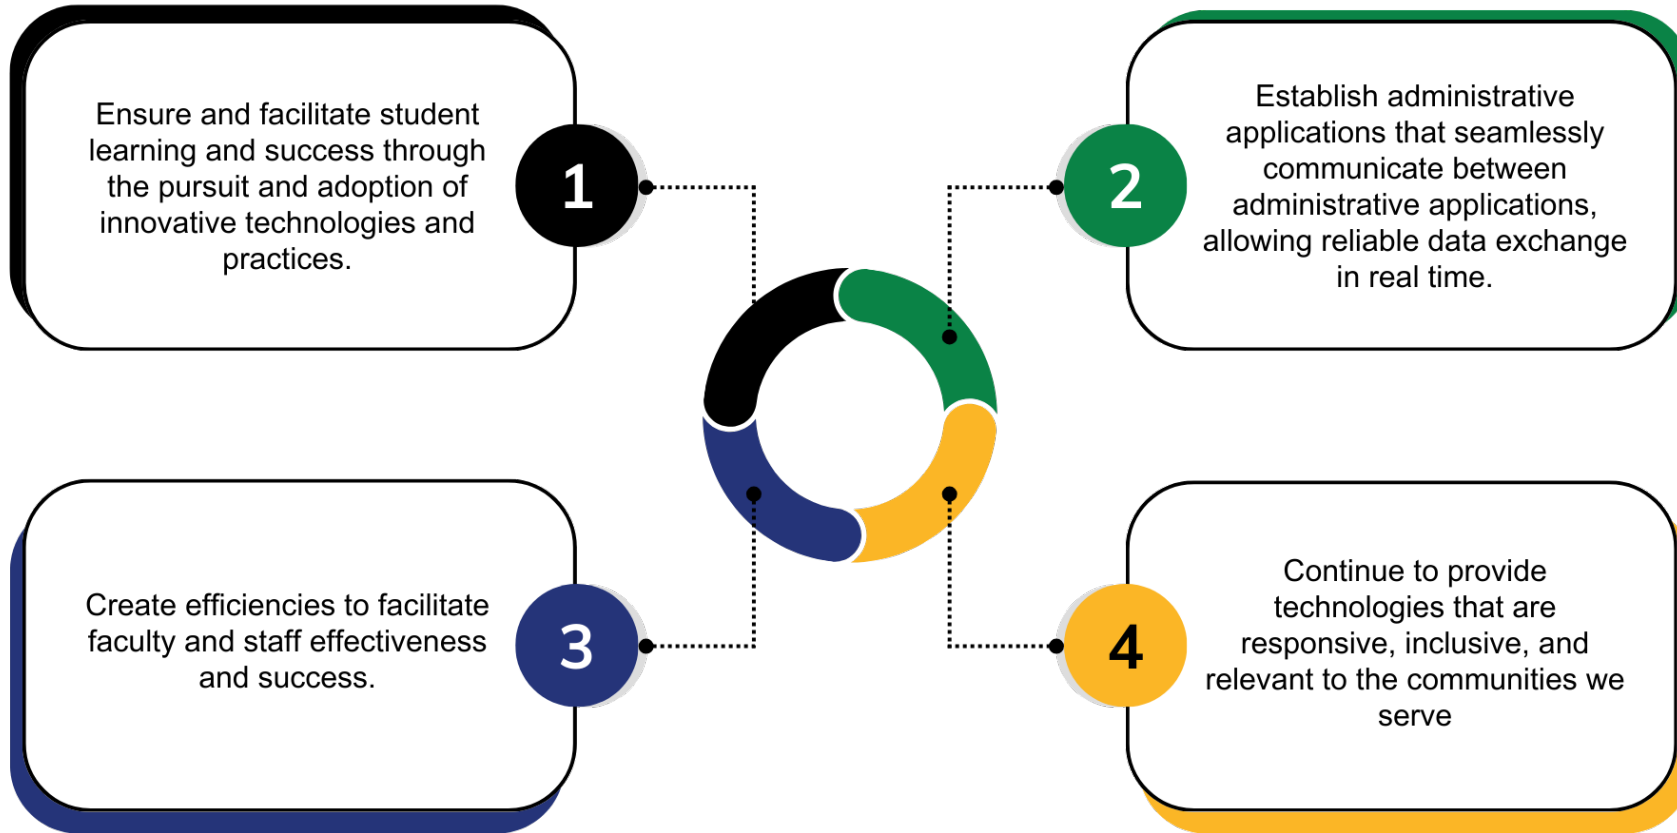 1
Ensure and facilitate student
learning and success through
the pursuit and adoption of
innovative technologies and
practices.
2
Establish administrative
applications that seamlessly
communicate between
administrative applications,
allowing reliable data exchange
in real time.
3
Create efficiencies to facilitate
faculty and staff effectiveness
and success.
4
Continue to provide
technologies that are
responsive, inclusive, and
relevant to the communities we
serve